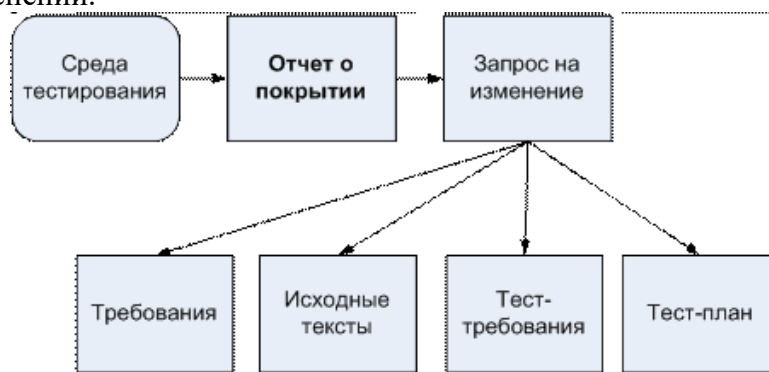 Среда
тестирования
Отчет о
покрытии
Запрос на
изменение
Требования
Исходные
тексты
Тест-
требования
Тест-план